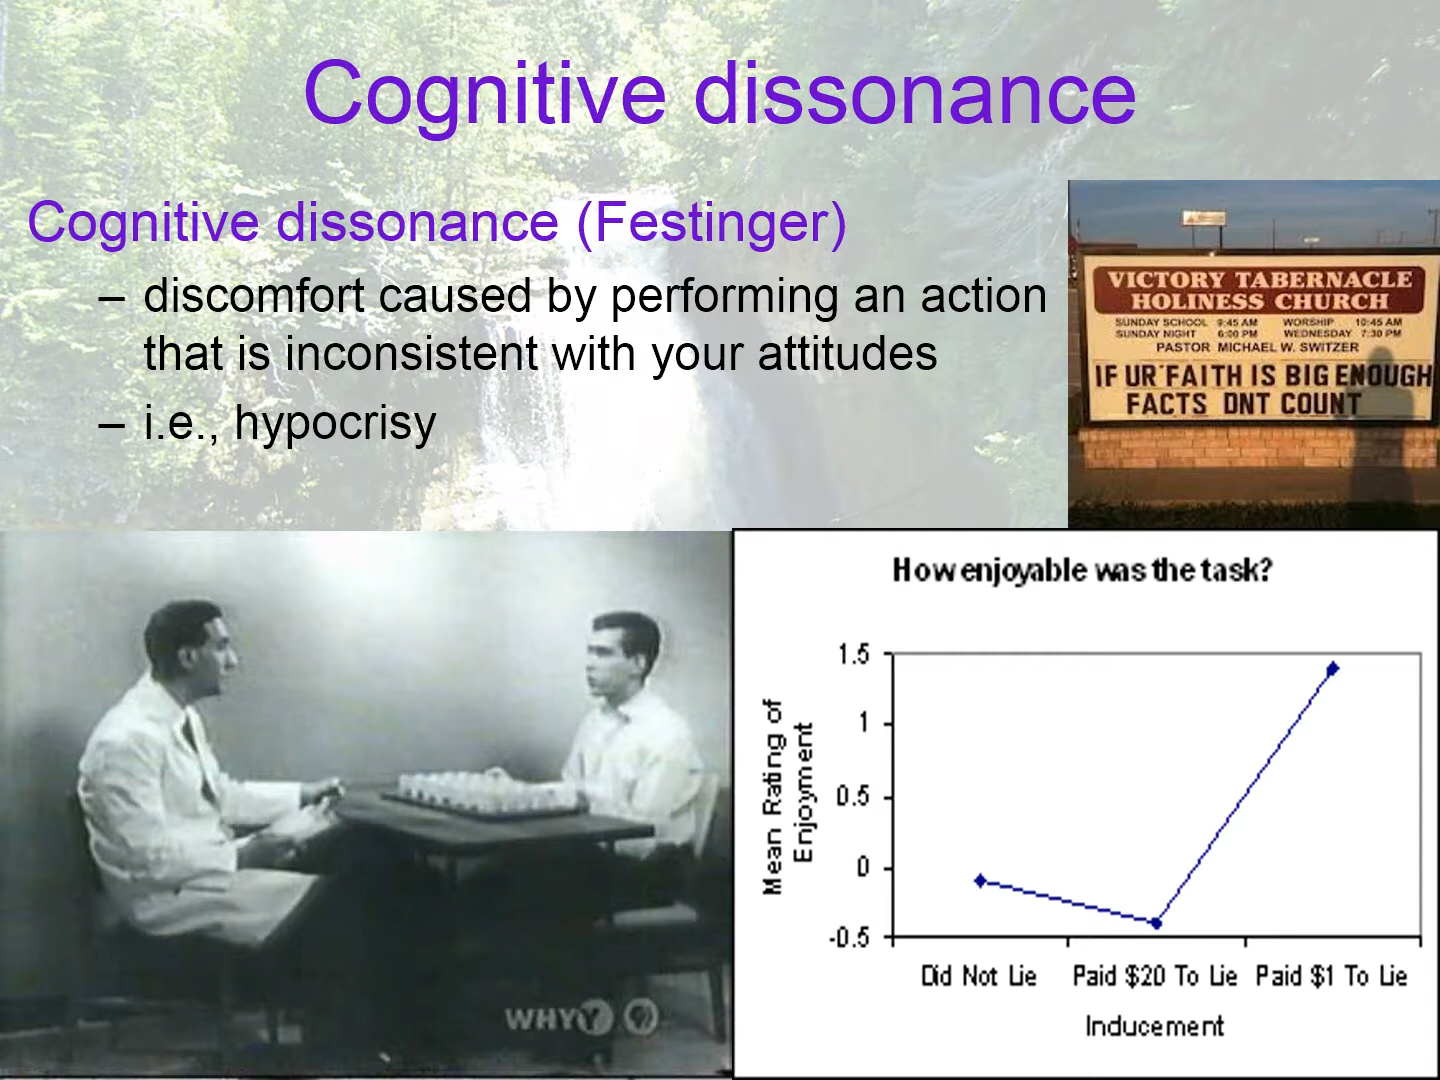 Cognitive dissonance
Cognitive dissonance (Festinger)
– discomfort caused by performing an action
that is inconsistent with your attitudes
– i.e., hypocrisy
VICTORY TABERNACLE
HOLINESS CHURCH
SUNDAY SCHOOL 9:45 AM WORSHIP 10:45 AM
SUNDAY NIGHT 6:00 PM WEDNESDAY 7:30 PM
PASTOR MICHAEL W. SWITZER
IF UR FAITH IS BIG ENOUGH
FACTS DNT COUNT
WHYY
How enjoyable was the task?
Mean Rating of
Enjoyment
1.5
1
0.5
0
-0.5
Did Not Lie Paid $20 To Lie Paid $1 To Lie
Inducement